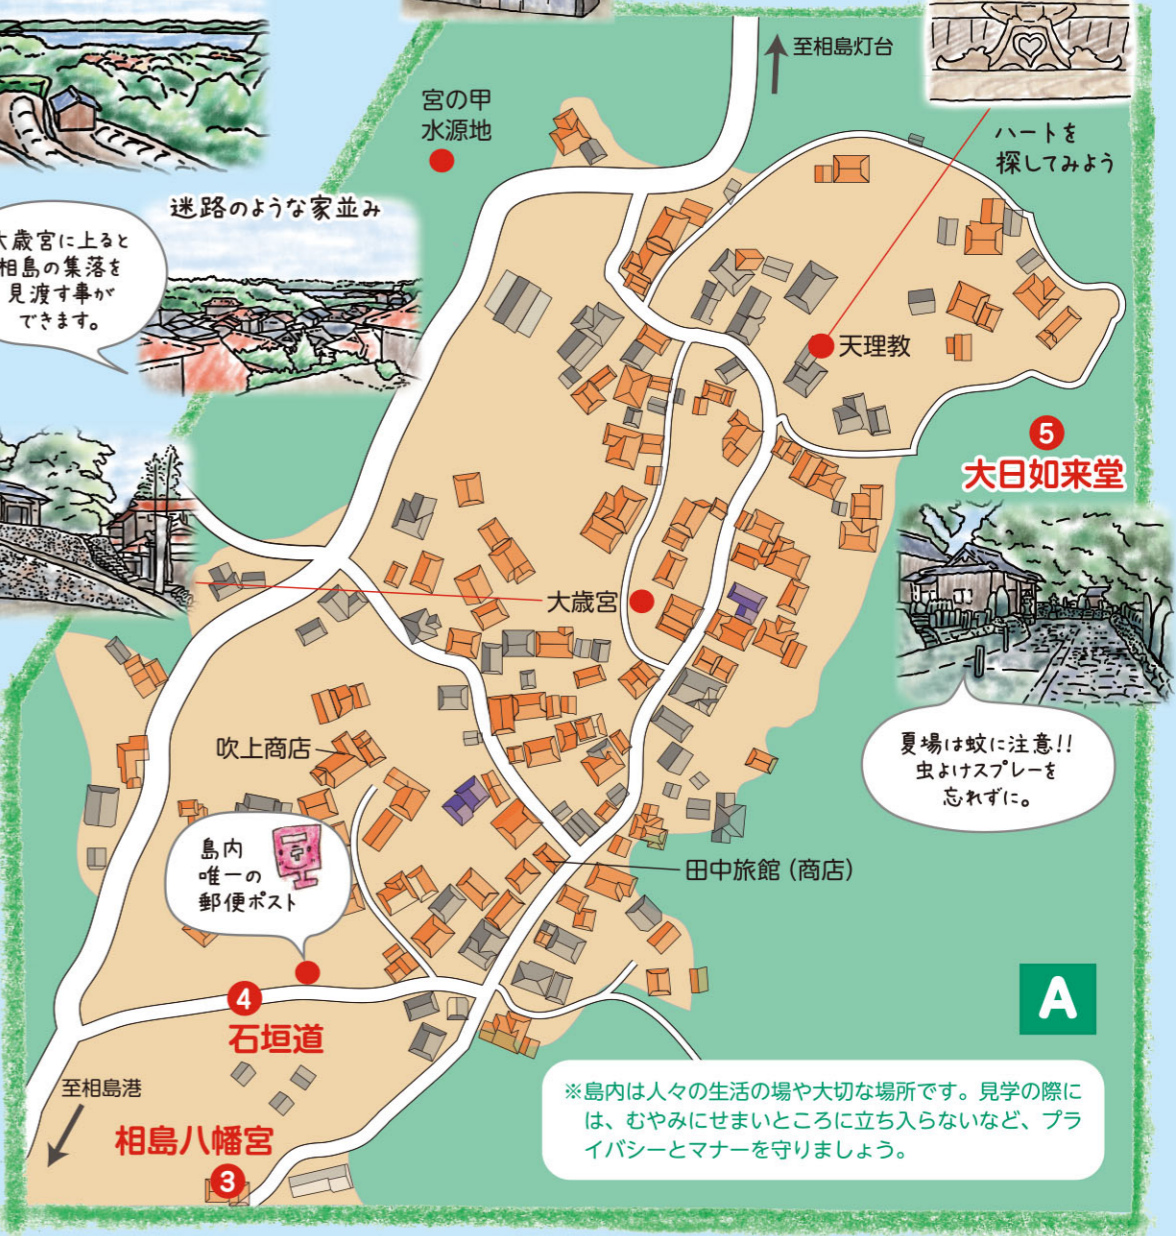 至相島灯台
宮の甲
水源地
ハートを
探してみよう
迷路のような家並み
大歳宮に上ると
相島の集落を
見渡す事が
できます。
天理教
5
大日如来堂
大歳宮
夏場は蚊に注意!!
虫よけスプレーを
忘れずに。
吹上商店
島内
唯一の
郵便ポスト
田中旅館（商店）
4
石垣道
A
至相島港
相島八幡宮
3
※島内は人々の生活の場や大切な場所です。見学の際に
は、むやみにせまいところに立ち入らないなど、プラ
イバシーとマナーを守りましょう。